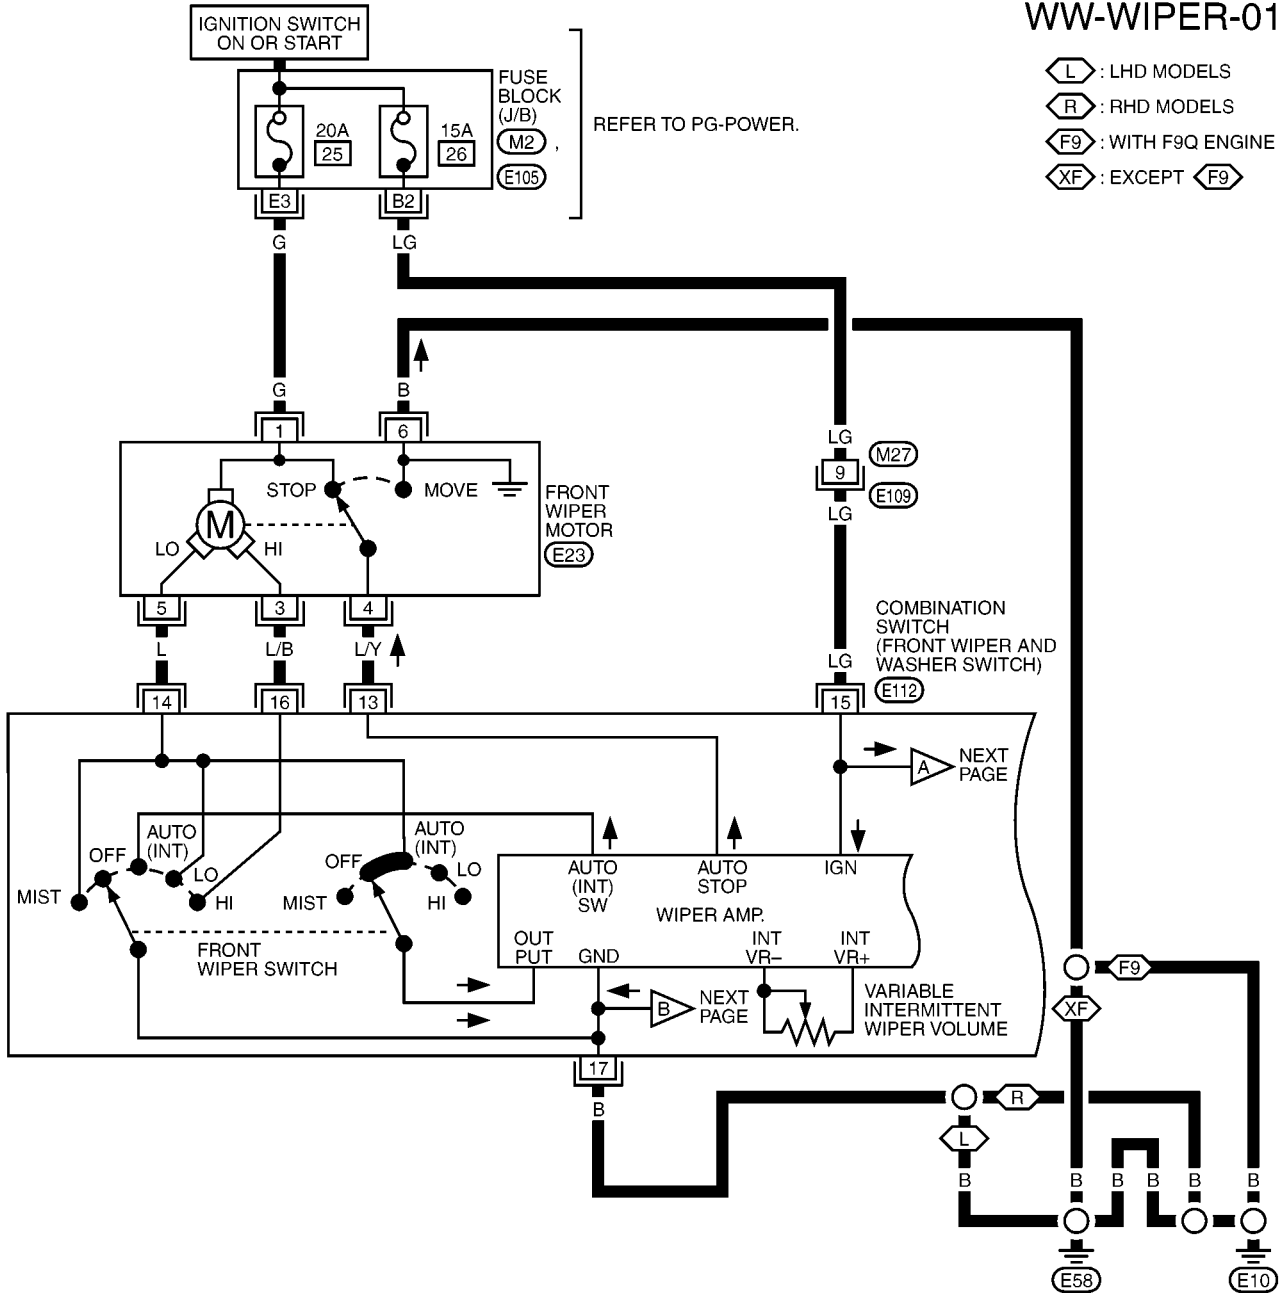 WW-WIPER-01
IGNITION SWITCH
ON OR START
L : LHD MODELS
R : RHD MODELS
F9 : WITH F9Q ENGINE
XF : EXCEPT F9
FUSE
BLOCK
(J/B)
M2 ,
E105
REFER TO PG-POWER.
20A
25
15A
26
E3
B2
G
LG
G
B
1
6
LG
M27
9
E109
LG
STOP
MOVE
M
LO
HI
FRONT
WIPER
MOTOR
E23
5
3
4
L
L/B
L/Y
LG
COMBINATION
SWITCH
(FRONT WIPER AND
WASHER SWITCH)
E112
14
16
13
15
A
NEXT
PAGE
OFF
AUTO
(INT)
LO
MIST
HI
OFF
AUTO
(INT)
LO
MIST
HI
FRONT
WIPER SWITCH
AUTO
(INT)
SW
AUTO
STOP
IGN
WIPER AMP.
OUT
PUT
GND
INT
VR−
INT
VR+
B
NEXT
PAGE
VARIABLE
INTERMITTENT
WIPER VOLUME
F9
XF
17
B
R
L
B
B
B
B
B
B
E58
E10